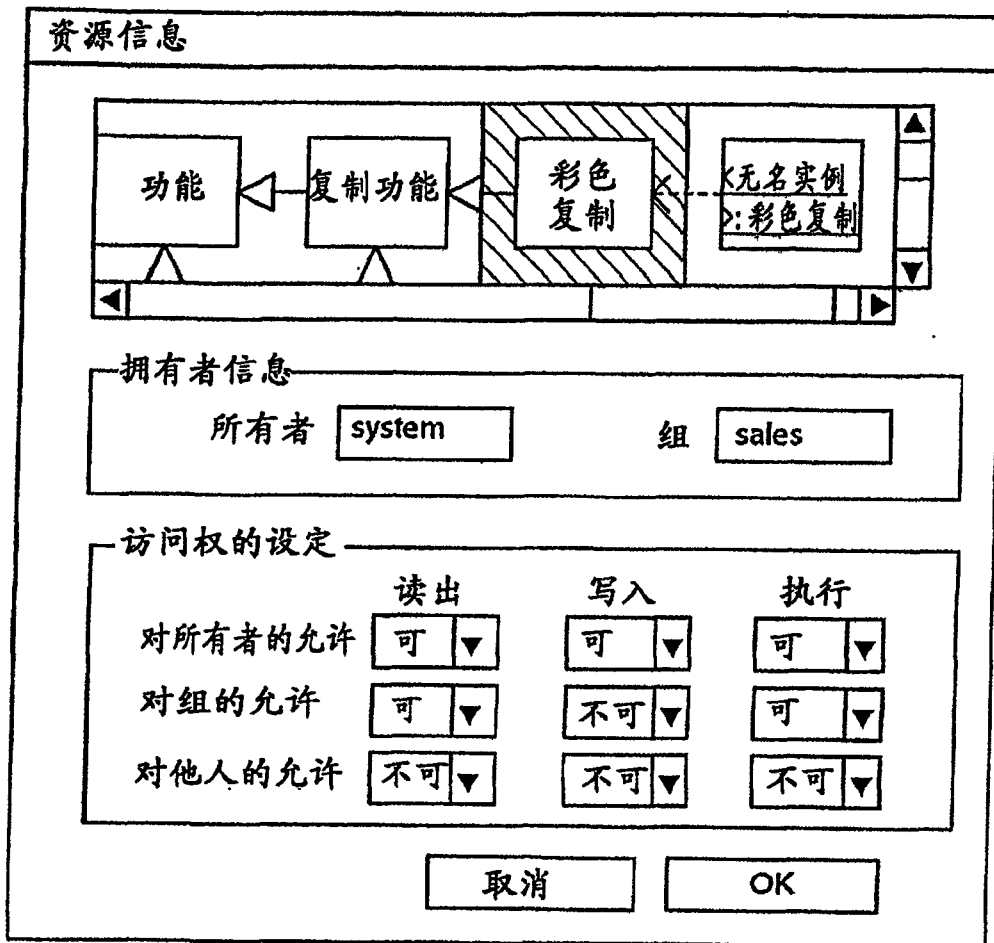 资源信息
功能
复制功能
彩色
复制
<无名实例
>:彩色复制
拥有者信息
所有者 system 组 sales
访问权的设定
读出 写入 执行
对所有者的允许 可 可 可
对组的允许 可 不可 可
对他人的允许 不可 不可 不可
取消 OK